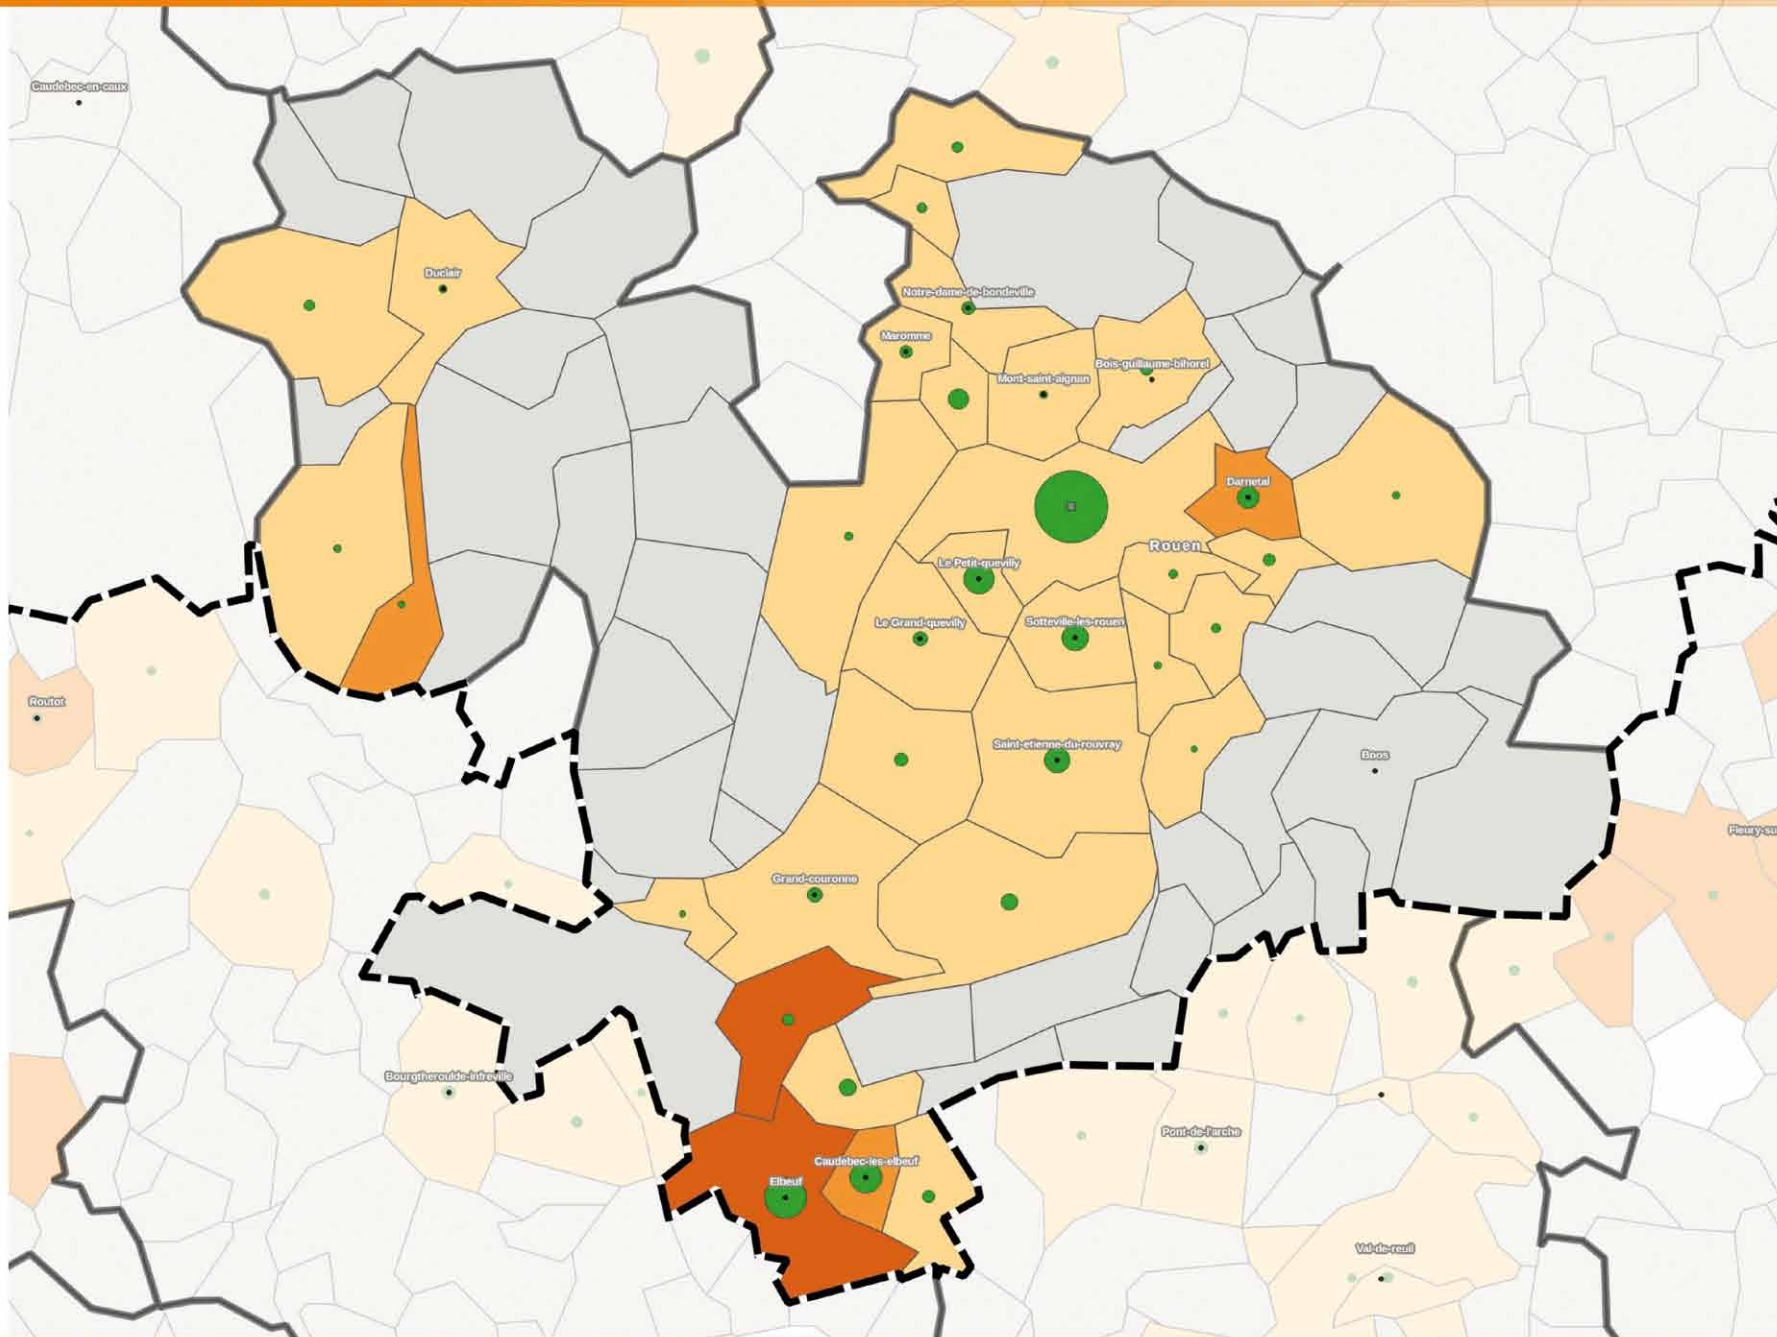 Caudebec-en-caux
Duclair
Notre-dame-de-bondeville
Maromme
Bois-guillaume-bihorel
Mont-saint-aignan
Darnetal
Rouen
Le Petit-quevilly
Le Grand-quevilly
Sotteville-les-rouen
Routot
Saint-etienne-du-rouvray
Boos
Fleury-su
Grand-couronne
Bourgtheroulde-infreville
Pont-de-l'arche
Caudebec-les-elbeuf
Elbeuf
Val-de-reuil